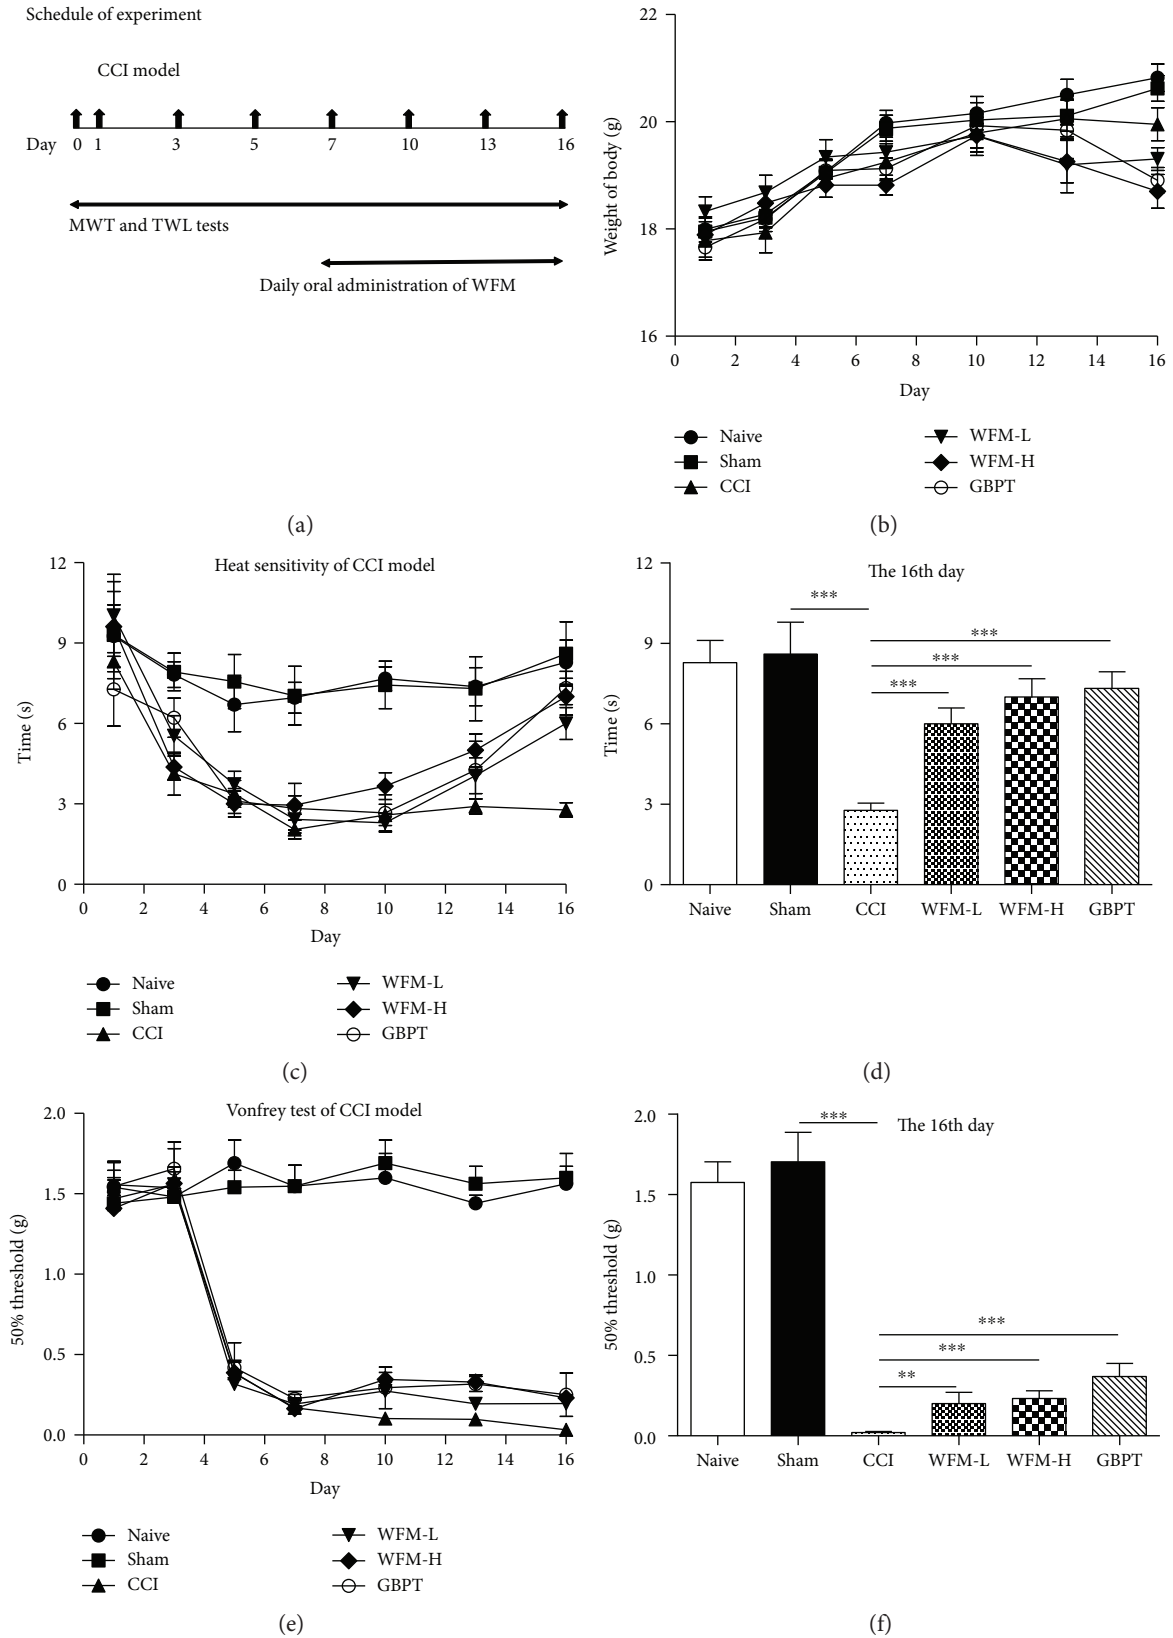 Schedule of experiment
CCI model
Day 0 1 3 5 7 10 13 16
MWT and TWL tests
Daily oral administration of WFM
(a)
Weight of body (g)
22
20
18
16
0 2 4 6 8 10 12 14 16
Day
Naive
Sham
CCI
WFM-L
WFM-H
GBPT
(b)
Heat sensitivity of CCI model
Time (s)
12
9
6
3
0
0 2 4 6 8 10 12 14 16
Day
Naive
Sham
CCI
WFM-L
WFM-H
GBPT
(c)
The 16th day
Time (s)
12
9
6
3
0
***
***
***
***
Naive Sham CCI WFM-L WFM-H GBPT
(d)
Vonfrey test of CCI model
50% threshold (g)
2.0
1.5
1.0
0.5
0.0
0 2 4 6 8 10 12 14 16
Day
Naive
Sham
CCI
WFM-L
WFM-H
GBPT
(e)
The 16th day
50% threshold (g)
2.0
1.5
1.0
0.5
0.0
***
***
***
**
Naive Sham CCI WFM-L WFM-H GBPT
(f)